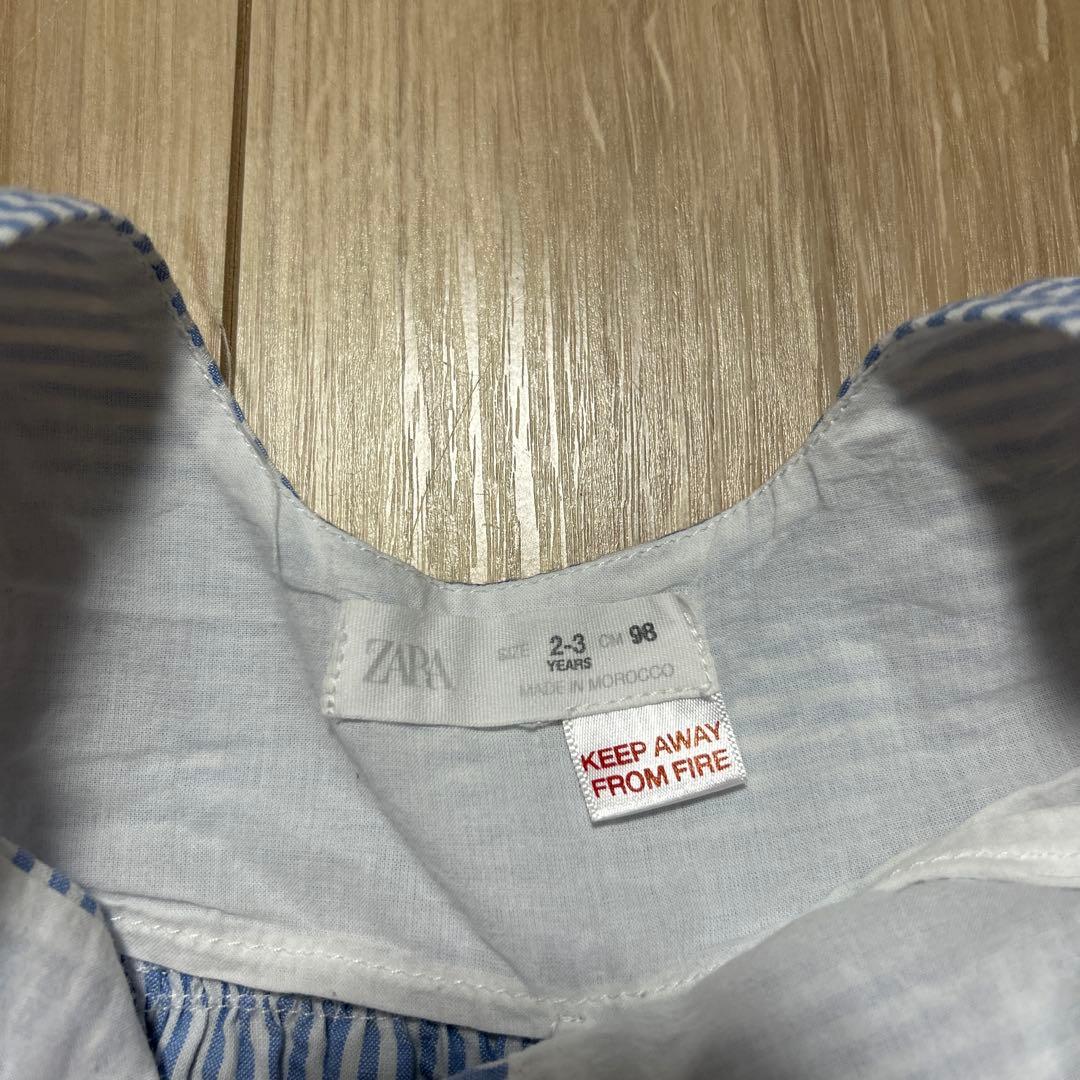 ZARA
SIZE 2-3 YEARS CM 98
MADE IN MOROCCO
KEEP AWAY
FROM FIRE